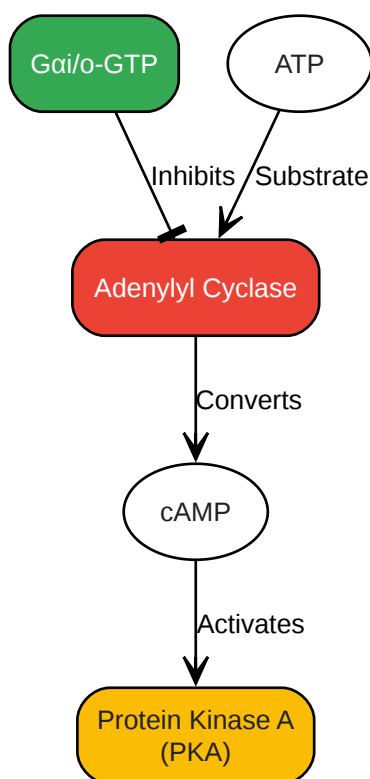 Gαi/o-GTP
ATP
Inhibits
Substrate
Adenylyl Cyclase
Converts
cAMP
Activates
Protein Kinase A
(PKA)